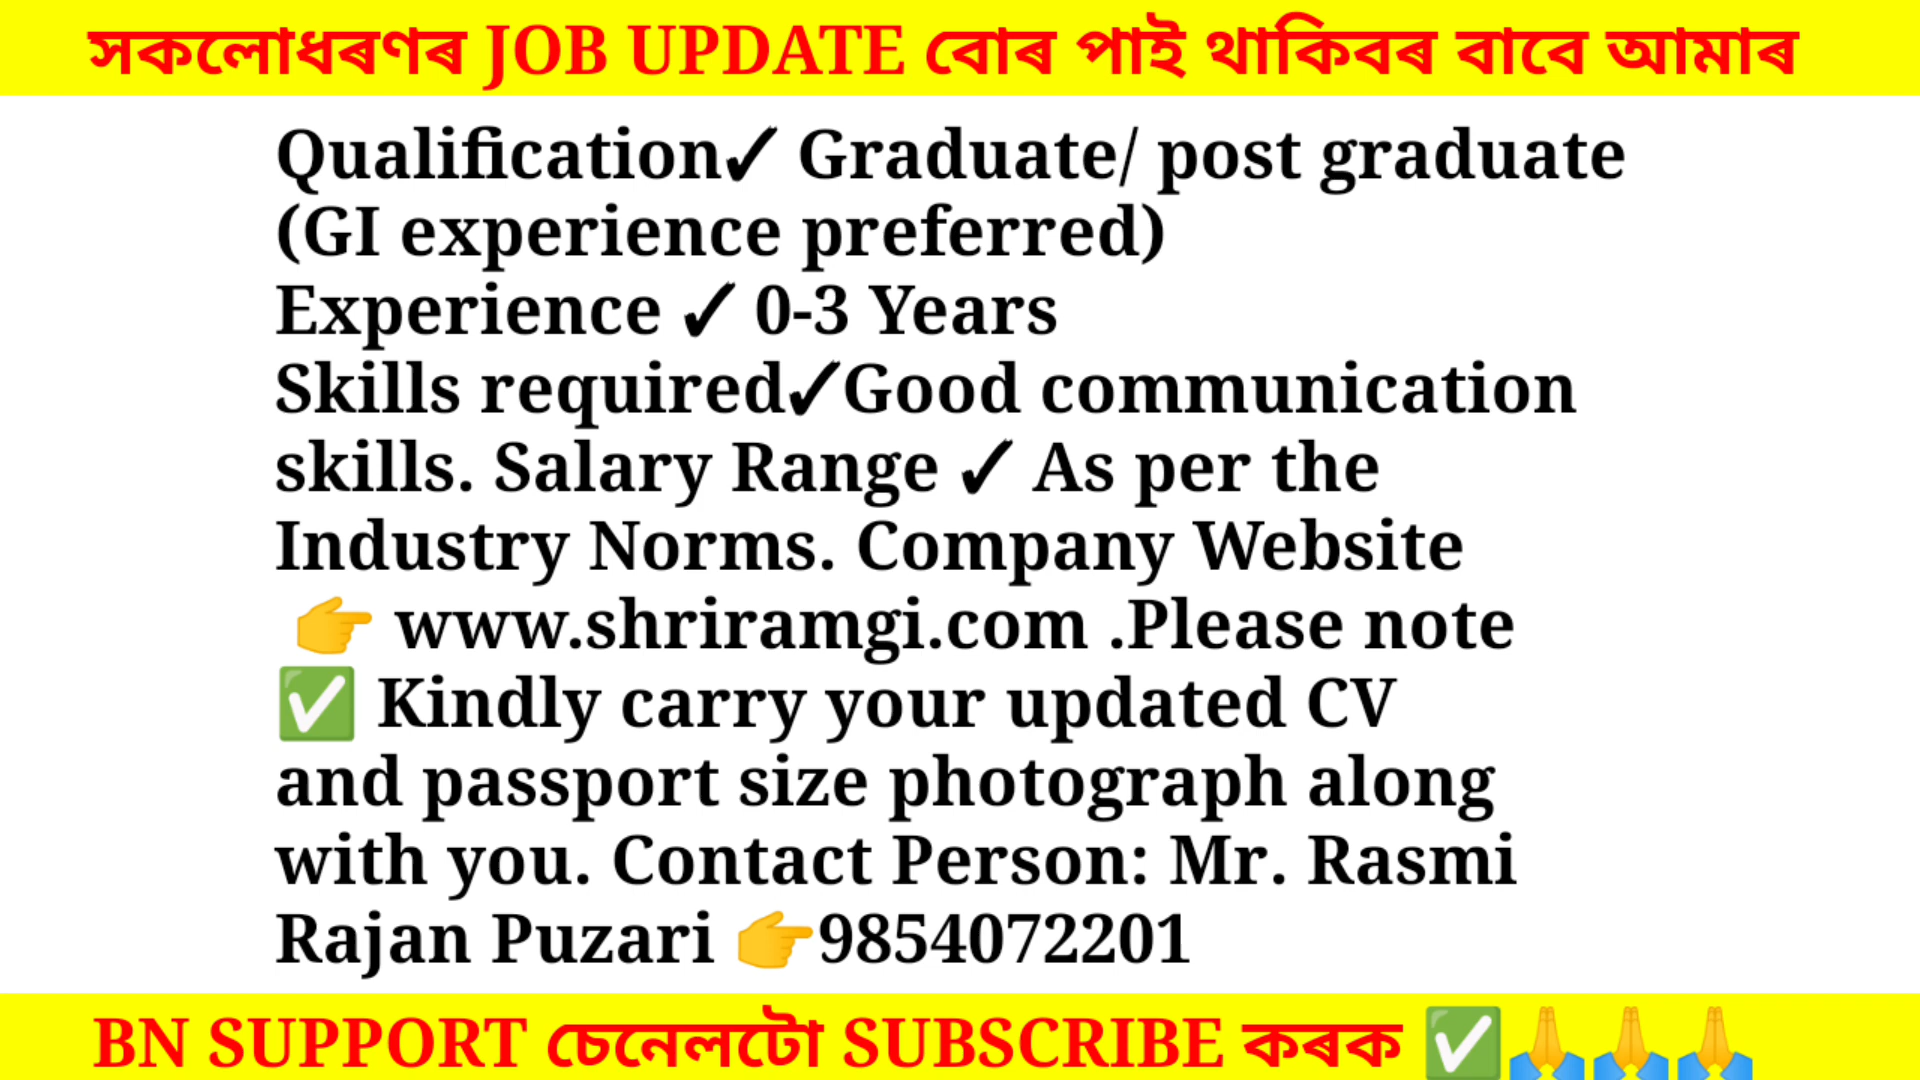 সকলোধৰণৰ JOB UPDATE বোৰ পাই থাকিবৰ বাবে আমাৰ
Qualification✓ Graduate/ post graduate
(GI experience preferred)
Experience ✓ 0-3 Years
Skills required✓Good communication
skills. Salary Range ✓ As per the
Industry Norms. Company Website
👉 www.shriramgi.com .Please note
✅ Kindly carry your updated CV
and passport size photograph along
with you. Contact Person: Mr. Rasmi
Rajan Puzari 👉9854072201
BN SUPPORT চেনেলটো SUBSCRIBE কৰক ✅🙏🙏🙏